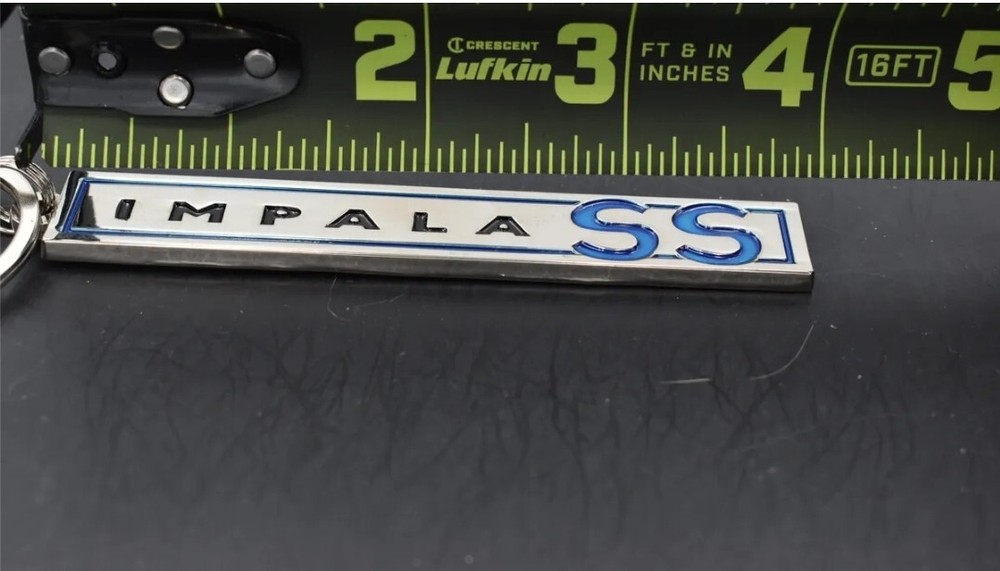 2
CRESCENT
Lufkin
3
FT & IN
INCHES
4
16FT
5
IMPALA SS